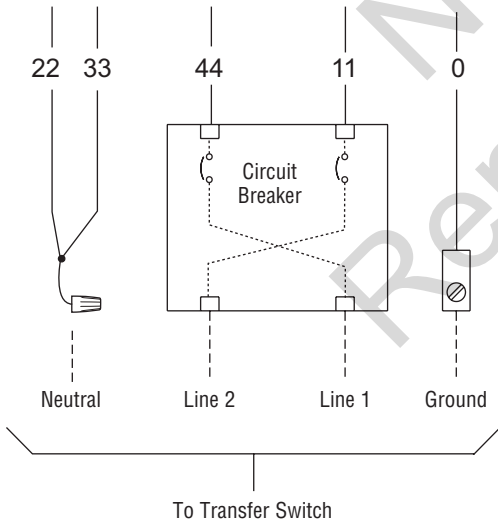 22 33 44 11 0
Circuit
Breaker
Neutral Line 2 Line 1 Ground
To Transfer Switch